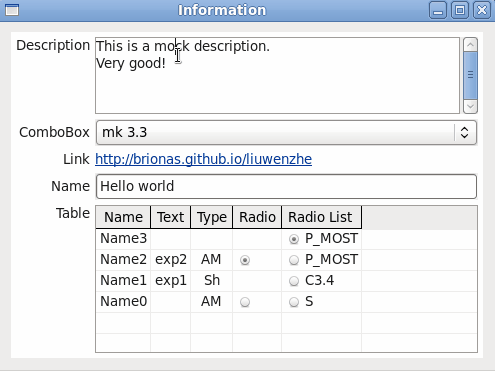 Information
Description
This is a mock description.
Very good!
ComboBox
mk 3.3
Link
http://brionas.github.io/liuwenzhe
Name
Hello world
Table
Name Text Type Radio Radio List
Name3 P_MOST
Name2 exp2 AM P_MOST
Name1 exp1 Sh C3.4
Name0 AM S